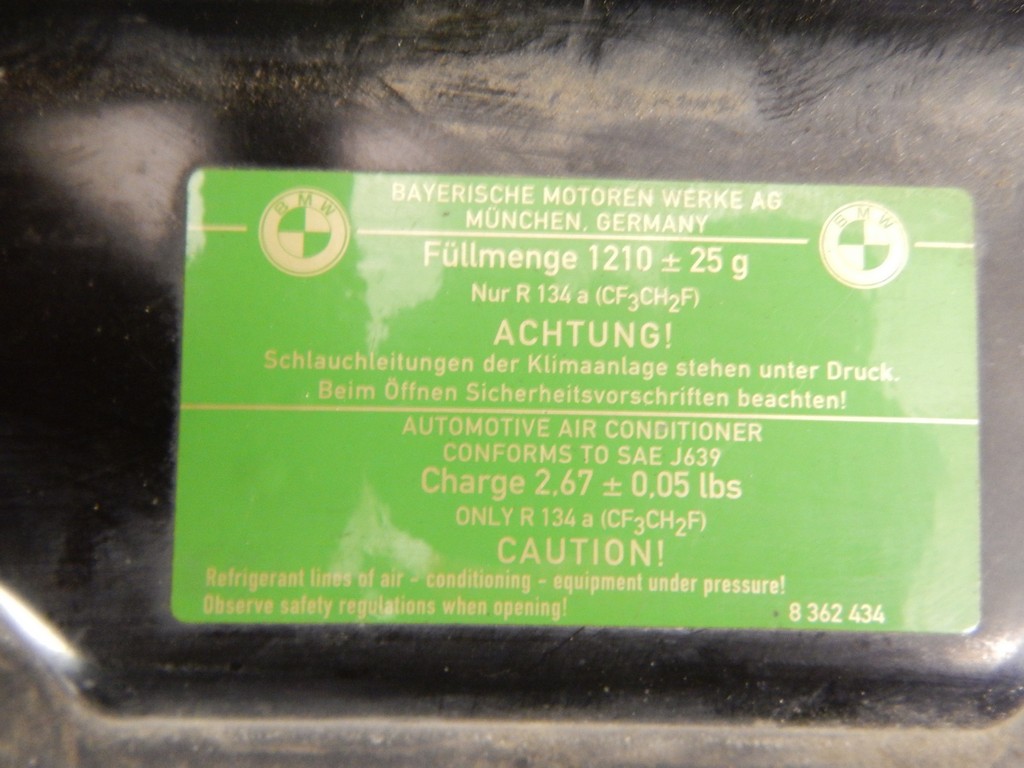 BAYERISCHE MOTOREN WERKE AG
MÜNCHEN, GERMANY
BMW
BMW
Füllmenge 1210 ± 25 g
Nur R 134 a (CF₃CH₂F)
ACHTUNG!
Schlauchleitungen der Klimaanlage stehen unter Druck.
Beim Öffnen Sicherheitsvorschriften beachten!
AUTOMOTIVE AIR CONDITIONER
CONFORMS TO SAE J639
Charge 2,67 ± 0,05 lbs
ONLY R 134 a (CF₃CH₂F)
CAUTION!
Refrigerant lines of air - conditioning - equipment under pressure!
Observe safety regulations when opening!
8 362 434